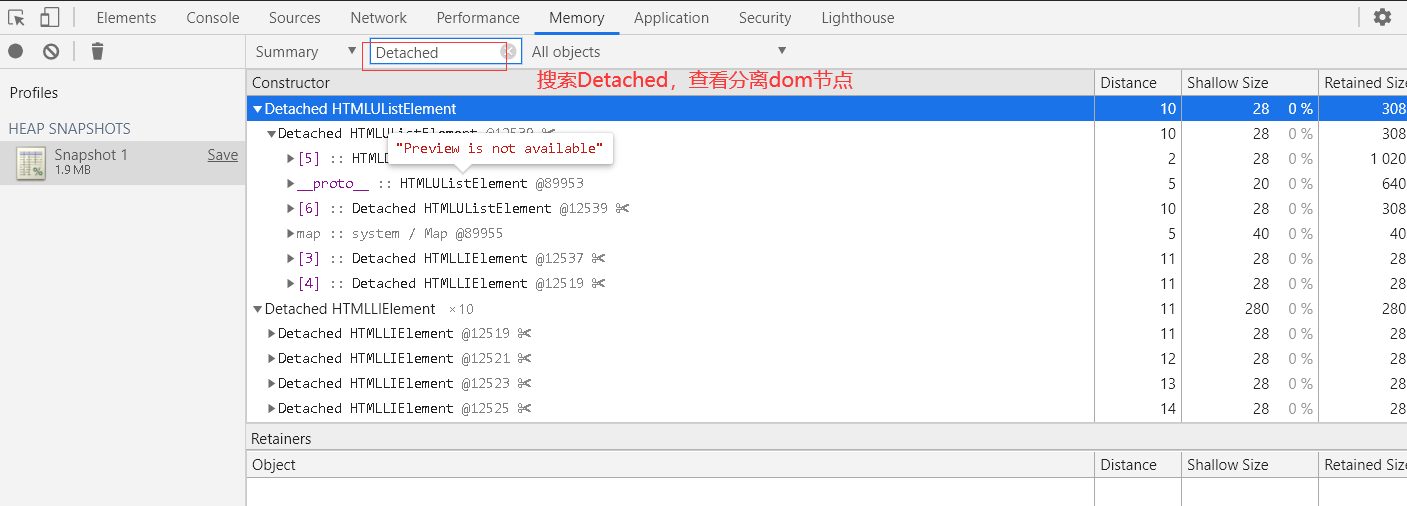 Elements Console Sources Network Performance Memory Application Security Lighthouse
Summary Detached All objects
搜索Detached，查看分离dom节点
Constructor Distance Shallow Size Retained Size
Profiles
HEAP SNAPSHOTS
Snapshot 1 Save
1.9 MB
Detached HTMLUListElement 10 28 0 % 308
Detached HTMLUListElement @12539 10 28 0 % 308
"Preview is not available"
[5] :: HTML 2 28 0 % 1 020
__proto__ :: HTMLUListElement @89953 5 20 0 % 640
[6] :: Detached HTMLUListElement @12539 10 28 0 % 308
map :: system / Map @89955 5 40 0 % 40
[3] :: Detached HTMLLIElement @12537 11 28 0 % 28
[4] :: Detached HTMLLIElement @12519 11 28 0 % 28
Detached HTMLLIElement ×10 11 280 0 % 280
Detached HTMLLIElement @12519 11 28 0 % 28
Detached HTMLLIElement @12521 12 28 0 % 28
Detached HTMLLIElement @12523 13 28 0 % 28
Detached HTMLLIElement @12525 14 28 0 % 28
Retainers
Object Distance Shallow Size Retained Size